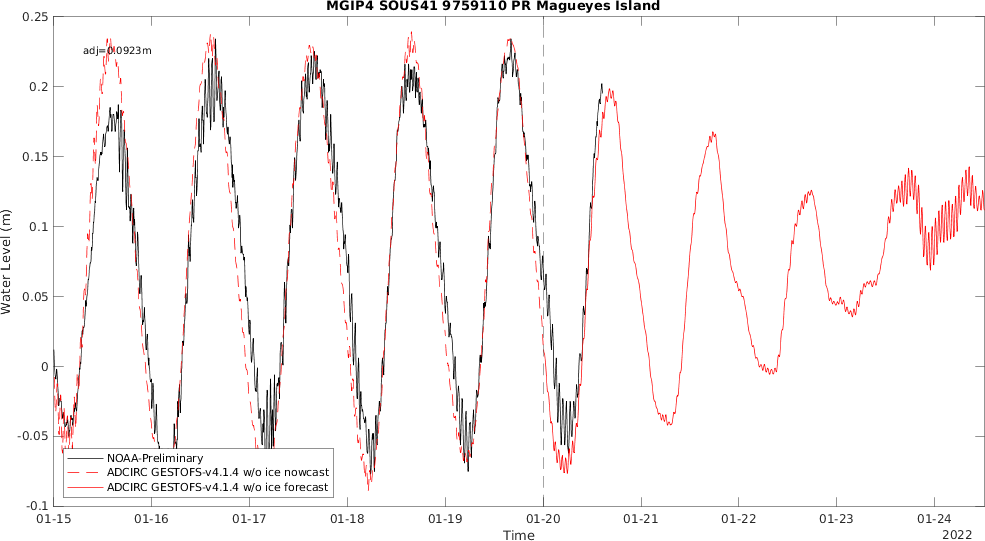 MGIP4 SOUS41 9759110 PR Magueyes Island
adj=0.0923m
Water Level (m)
0.25
0.2
0.15
0.1
0.05
0
-0.05
-0.1
NOAA-Preliminary
ADCIRC GESTOFS-v4.1.4 w/o ice nowcast
ADCIRC GESTOFS-v4.1.4 w/o ice forecast
01-15 01-16 01-17 01-18 01-19 01-20 01-21 01-22 01-23 01-24
Time
2022